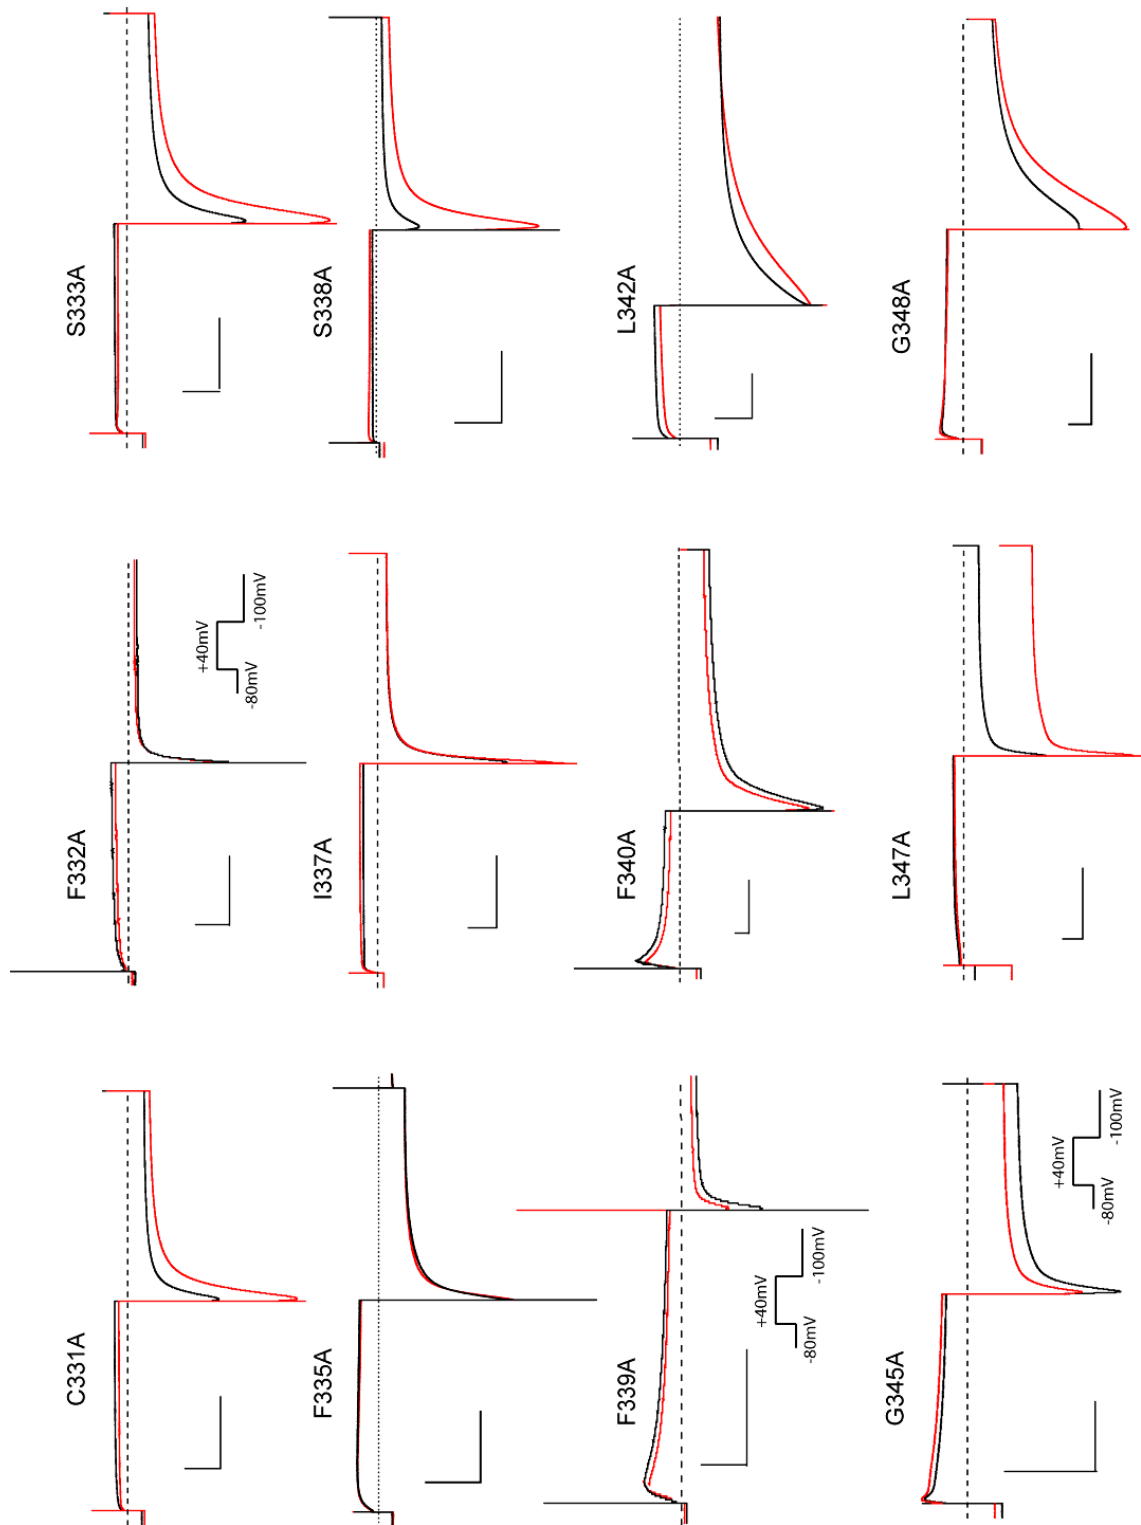 C331A
F332A
S333A
+40mV
-80mV -100mV
F335A
I337A
S338A
F339A
F340A
L342A
+40mV
-80mV -100mV
G345A
L347A
G348A
+40mV
-80mV -100mV